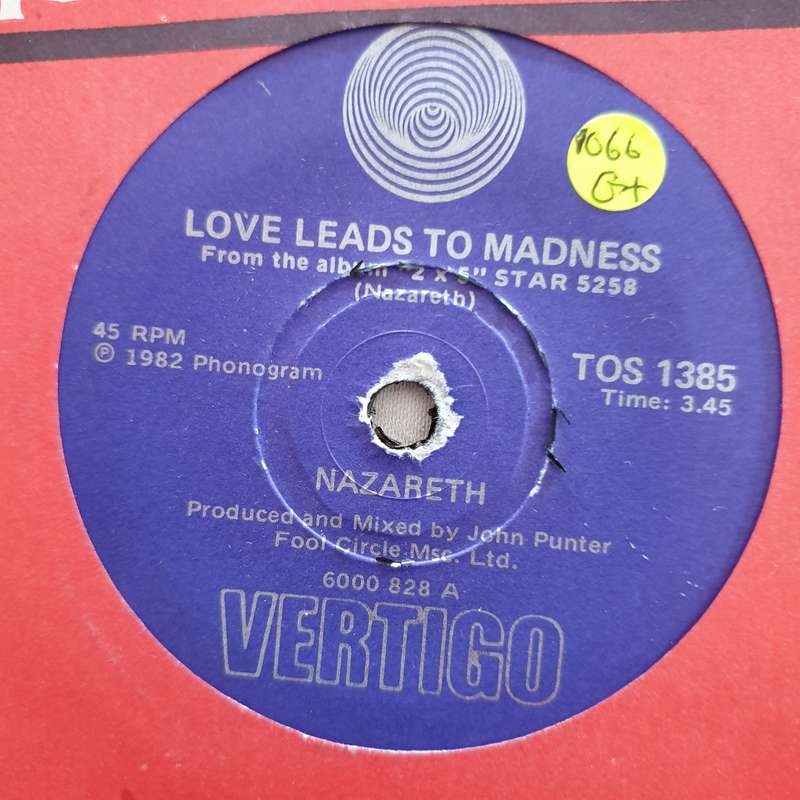 1066
G+
LOVE LEADS TO MADNESS
From the album "2 x 5" STAR 5258
(Nazareth)
45 RPM
℗ 1982 Phonogram
TOS 1385
Time: 3.45
NAZARETH
Produced and Mixed by John Punter
Fool Circle Msc. Ltd.
6000 828 A
VERTIGO